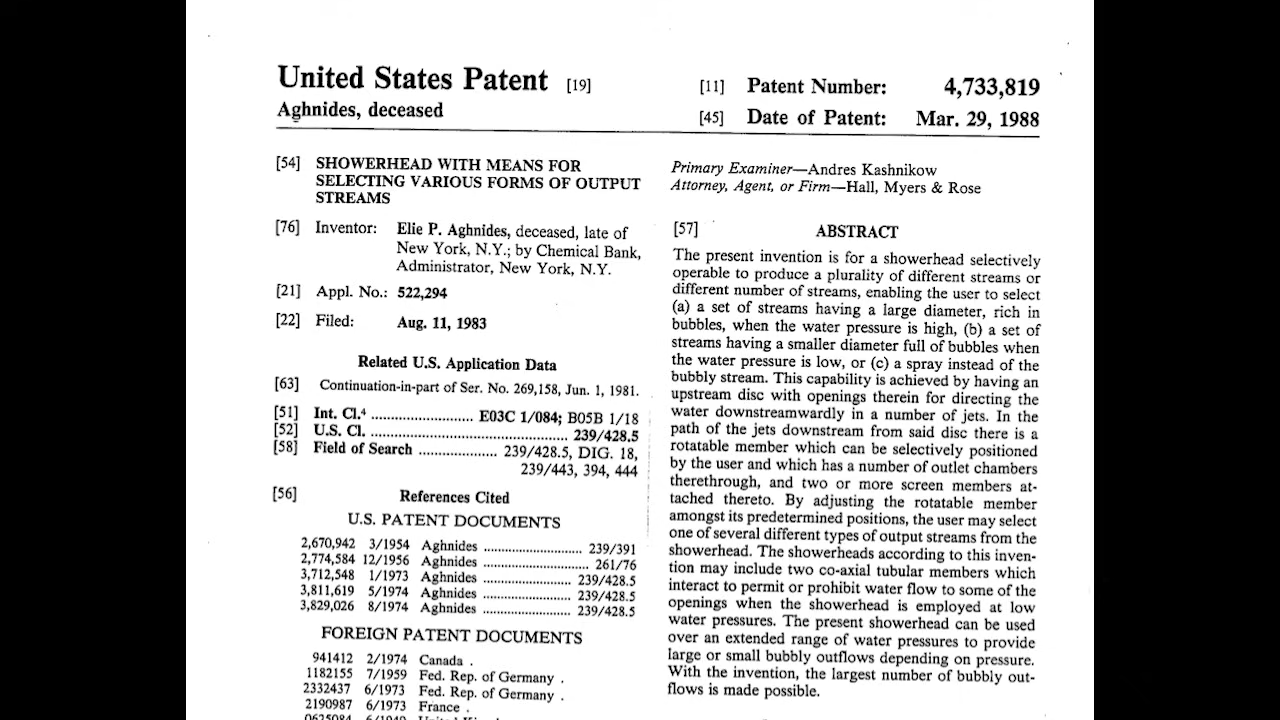 United States Patent [19]
Aghnides, deceased
[11] Patent Number: 4,733,819
[45] Date of Patent: Mar. 29, 1988
[54] SHOWERHEAD WITH MEANS FOR
SELECTING VARIOUS FORMS OF OUTPUT
STREAMS
[76] Inventor: Elie P. Aghnides, deceased, late of
New York, N.Y.; by Chemical Bank,
Administrator, New York, N.Y.
[21] Appl. No.: 522,294
[22] Filed: Aug. 11, 1983
Related U.S. Application Data
[63] Continuation-in-part of Ser. No. 269,158, Jun. 1, 1981.
[51] Int. Cl.⁴ ........................ E03C 1/084; B05B 1/18
[52] U.S. Cl. .................................................. 239/428.5
[58] Field of Search .................... 239/428.5, DIG. 18,
239/443, 394, 444
[56] References Cited
U.S. PATENT DOCUMENTS
2,670,942 3/1954 Aghnides ............................ 239/391
2,774,584 12/1956 Aghnides .............................. 261/76
3,712,548 1/1973 Aghnides ......................... 239/428.5
3,811,619 5/1974 Aghnides ......................... 239/428.5
3,829,026 8/1974 Aghnides ......................... 239/428.5
FOREIGN PATENT DOCUMENTS
941412 2/1974 Canada .
1182155 7/1959 Fed. Rep. of Germany .
2332437 6/1973 Fed. Rep. of Germany .
2190987 6/1973 France .
Primary Examiner—Andres Kashnikow
Attorney, Agent, or Firm—Hall, Myers & Rose
[57] ABSTRACT
The present invention is for a showerhead selectively
operable to produce a plurality of different streams or
different number of streams, enabling the user to select
(a) a set of streams having a large diameter, rich in
bubbles, when the water pressure is high, (b) a set of
streams having a smaller diameter full of bubbles when
the water pressure is low, or (c) a spray instead of the
bubbly stream. This capability is achieved by having an
upstream disc with openings therein for directing the
water downstreamwardly in a number of jets. In the
path of the jets downstream from said disc there is a
rotatable member which can be selectively positioned
by the user and which has a number of outlet chambers
therethrough, and two or more screen members at-
tached thereto. By adjusting the rotatable member
amongst its predetermined positions, the user may select
one of several different types of output streams from the
showerhead. The showerheads according to this inven-
tion may include two co-axial tubular members which
interact to permit or prohibit water flow to some of the
openings when the showerhead is employed at low
water pressures. The present showerhead can be used
over an extended range of water pressures to provide
large or small bubbly outflows depending on pressure.
With the invention, the largest number of bubbly out-
flows is made possible.